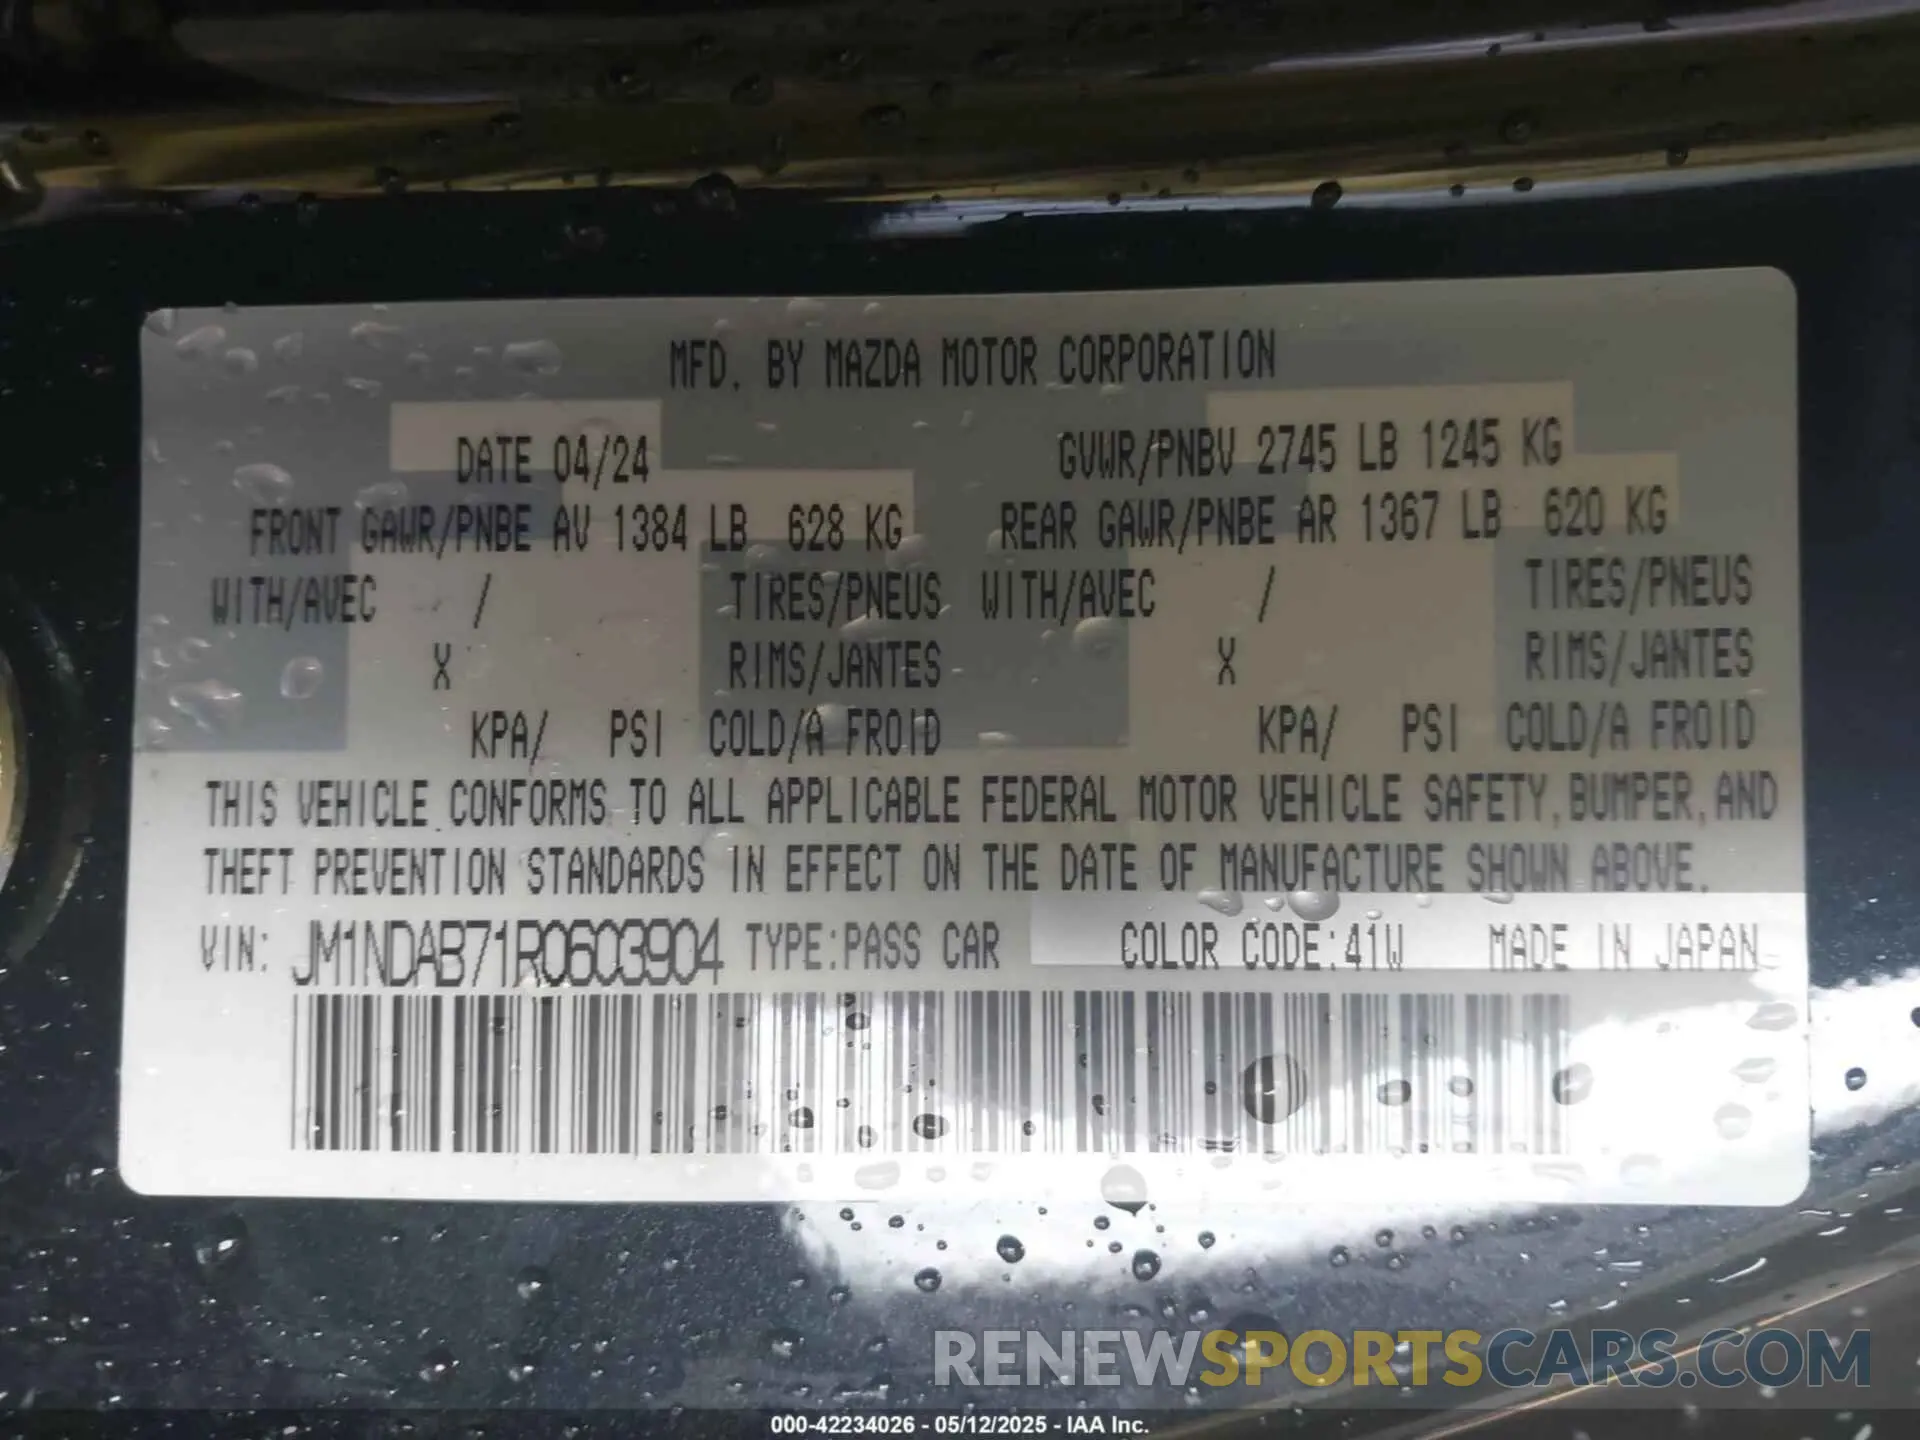 MFD. BY MAZDA MOTOR CORPORATION
DATE 04/24 GVWR/PNBV 2745 LB 1245 KG
FRONT GAWR/PNBE AV 1384 LB 628 KG REAR GAWR/PNBE AR 1367 LB 620 KG
WITH/AVEC / TIRES/PNEUS WITH/AVEC / TIRES/PNEUS
X RIMS/JANTES X RIMS/JANTES
KPA/ PSI COLD/A FROID KPA/ PSI COLD/A FROID
THIS VEHICLE CONFORMS TO ALL APPLICABLE FEDERAL MOTOR VEHICLE SAFETY, BUMPER, AND
THEFT PREVENTION STANDARDS IN EFFECT ON THE DATE OF MANUFACTURE SHOWN ABOVE.
VIN: JM1NDAB71R0603904 TYPE:PASS CAR COLOR CODE:41W MADE IN JAPAN
RENEWSPORTSCARS.COM
000-42234026 - 05/12/2025 - IAA Inc.